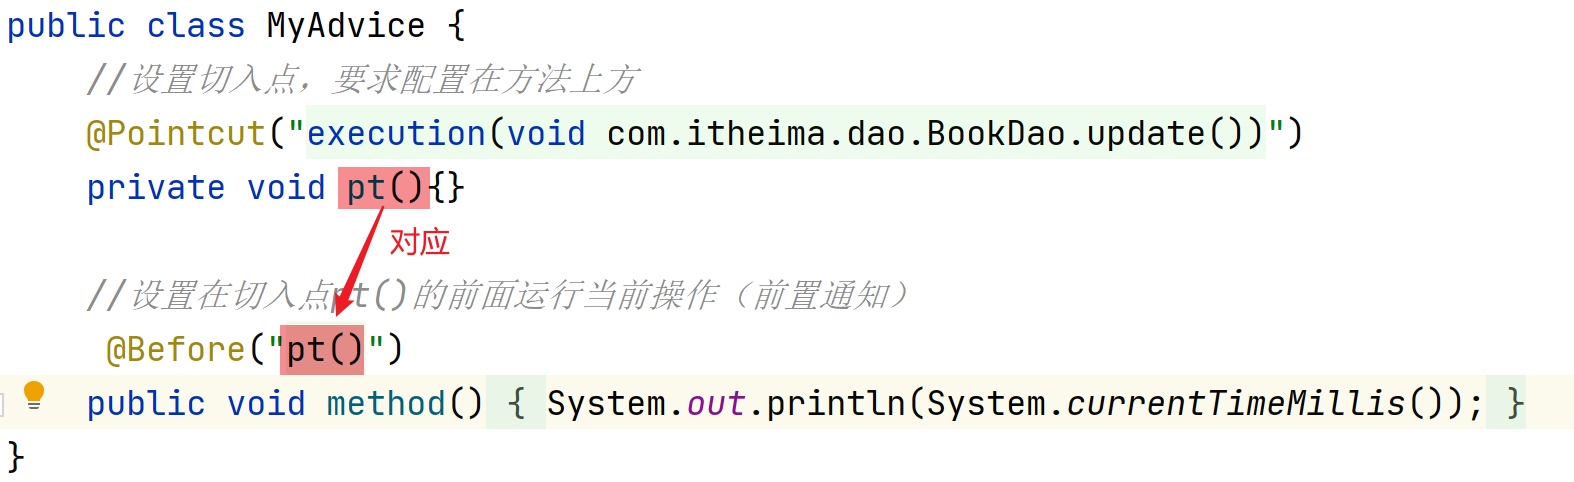 public class MyAdvice {
//设置切入点，要求配置在方法上方
@Pointcut("execution(void com.itheima.dao.BookDao.update())")
private void pt(){}
对应
//设置在切入点pt()的前面运行当前操作（前置通知）
@Before("pt()")
public void method() { System.out.println(System.currentTimeMillis()); }
}